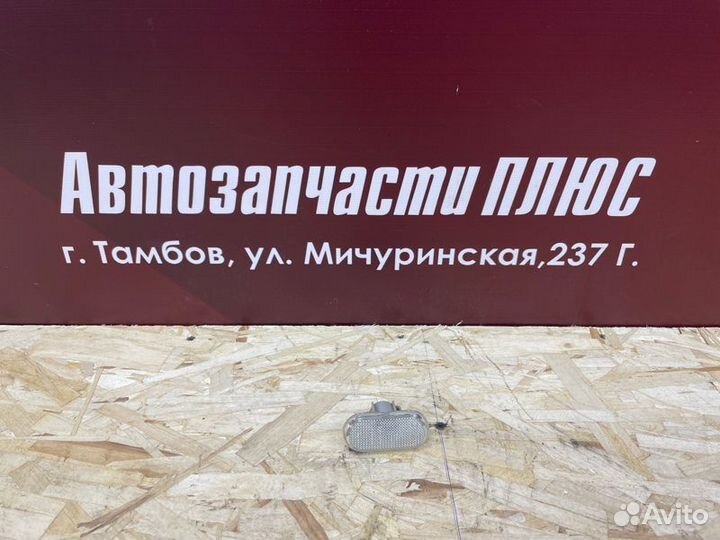 Автозапчасти ПЛЮС
г. Тамбов, ул. Мичуринская,237 Г.
Avito